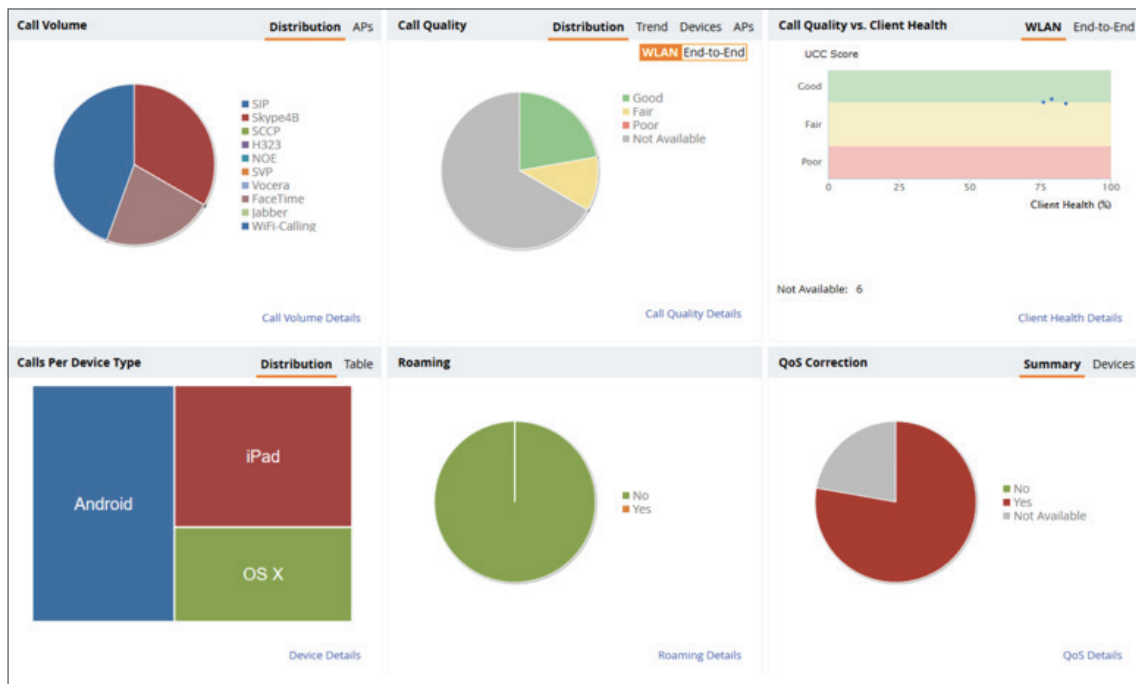 Call Volume
Distribution APs
SIP
Skype4B
SCCP
H323
NOE
SVP
Vocera
FaceTime
Jabber
WiFi-Calling
Call Volume Details
Call Quality
Distribution Trend Devices APs
WLAN End-to-End
Good
Fair
Poor
Not Available
Call Quality Details
Call Quality vs. Client Health
WLAN End-to-End
UCC Score
Good
Fair
Poor
0 25 50 75 100
Client Health (%)
Not Available: 6
Client Health Details
Calls Per Device Type
Distribution Table
Android
iPad
OS X
Device Details
Roaming
No
Yes
Roaming Details
QoS Correction
Summary Devices
No
Yes
Not Available
QoS Details